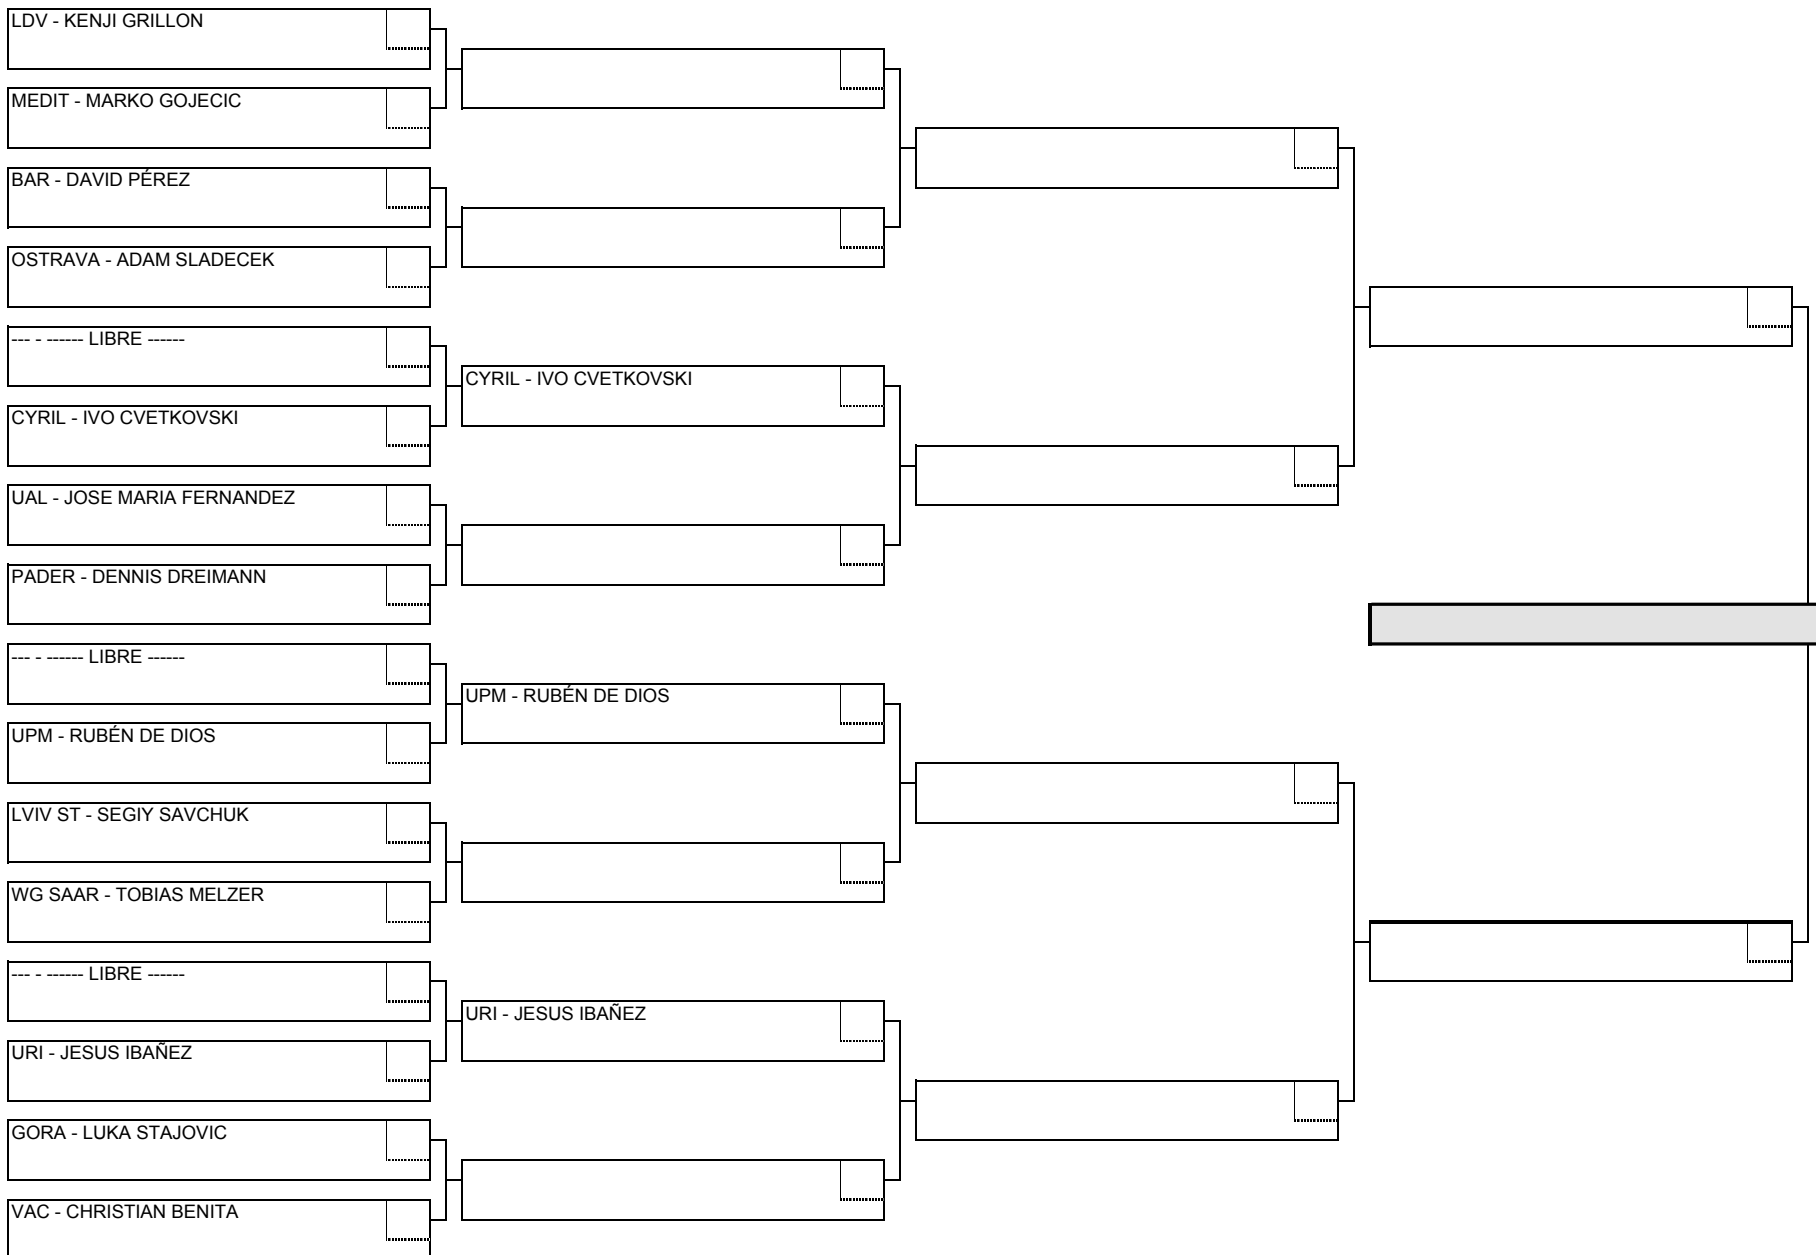 LDV - KENJI GRILLON
MEDIT - MARKO GOJECIC
BAR - DAVID PÉREZ
OSTRAVA - ADAM SLADECEK
--- - ------ LIBRE ------
CYRIL - IVO CVETKOVSKI
UAL - JOSE MARIA FERNANDEZ
PADER - DENNIS DREIMANN
--- - ------ LIBRE ------
UPM - RUBÉN DE DIOS
LVIV ST - SEGIY SAVCHUK
WG SAAR - TOBIAS MELZER
--- - ------ LIBRE ------
URI - JESUS IBAÑEZ
GORA - LUKA STAJOVIC
VAC - CHRISTIAN BENITA
CYRIL - IVO CVETKOVSKI
UPM - RUBÉN DE DIOS
URI - JESUS IBAÑEZ